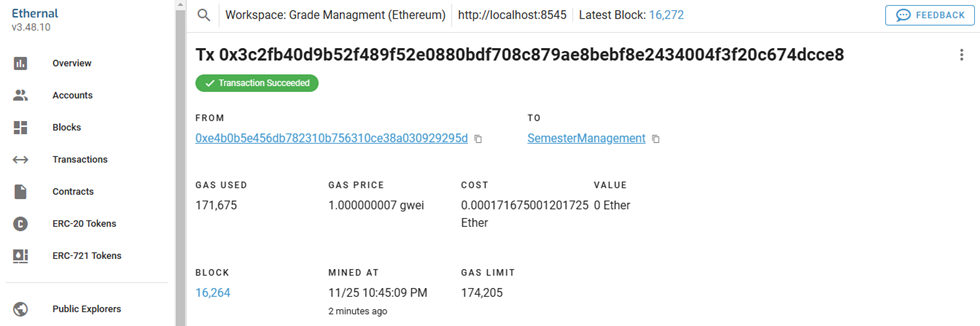 Ethernal
v3.48.10
Overview
Accounts
Blocks
Transactions
Contracts
ERC-20 Tokens
ERC-721 Tokens
Public Explorers
Workspace: Grade Managment (Ethereum) http://localhost:8545 Latest Block: 16,272
FEEDBACK
Tx 0x3c2fb40d9b52f489f52e0880bdf708c879ae8bebf8e2434004f3f20c674dcce8
Transaction Succeeded
FROM TO
0xe4b0b5e456db782310b756310ce38a030929295d SemesterManagement
GAS USED GAS PRICE COST VALUE
171,675 1.000000007 gwei 0.000171675001201725 0 Ether
Ether
BLOCK MINED AT GAS LIMIT
16,264 11/25 10:45:09 PM 174,205
2 minutes ago